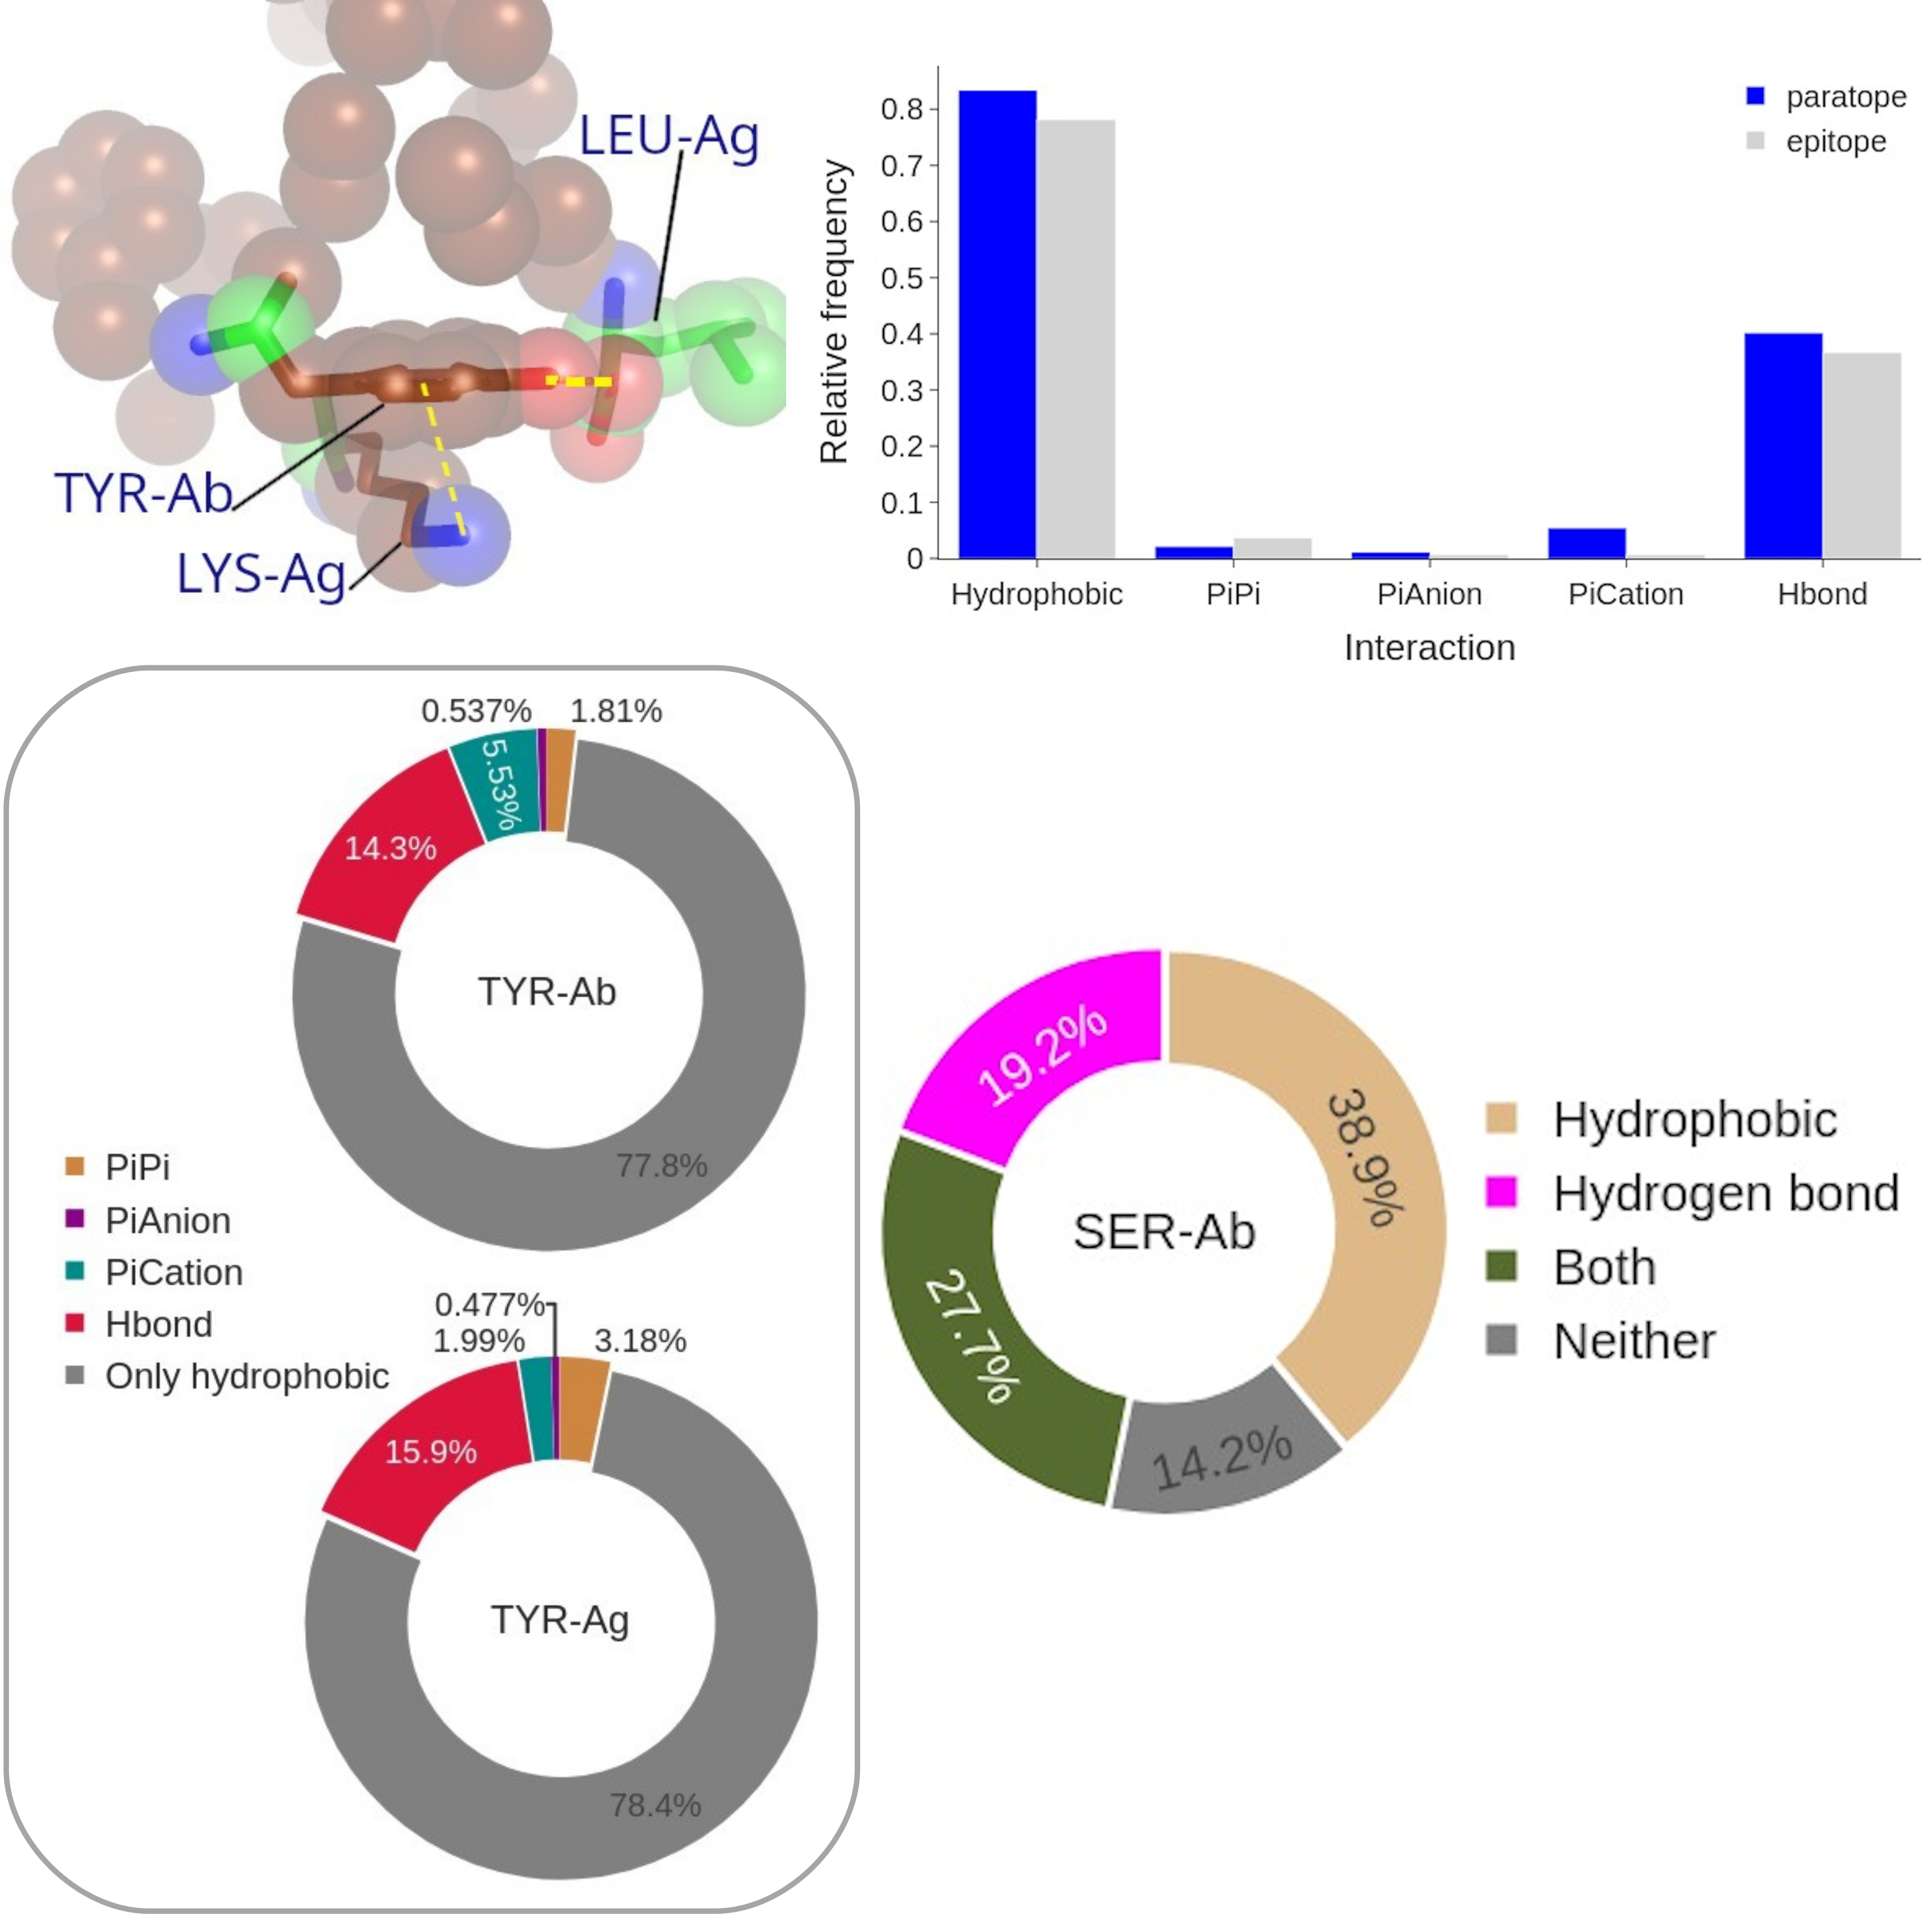 LEU-Ag
TYR-Ab
LYS-Ag
Relative frequency
0.8
0.7
0.6
0.5
0.4
0.3
0.2
0.1
0
Hydrophobic
PiPi
PiAnion
PiCation
Hbond
Interaction
paratope
epitope
0.537%
1.81%
5.53%
14.3%
TYR-Ab
77.8%
PiPi
PiAnion
PiCation
Hbond
Only hydrophobic
0.477%
1.99%
3.18%
15.9%
TYR-Ag
78.4%
19.2%
38.9%
SER-Ab
27.7%
14.2%
Hydrophobic
Hydrogen bond
Both
Neither